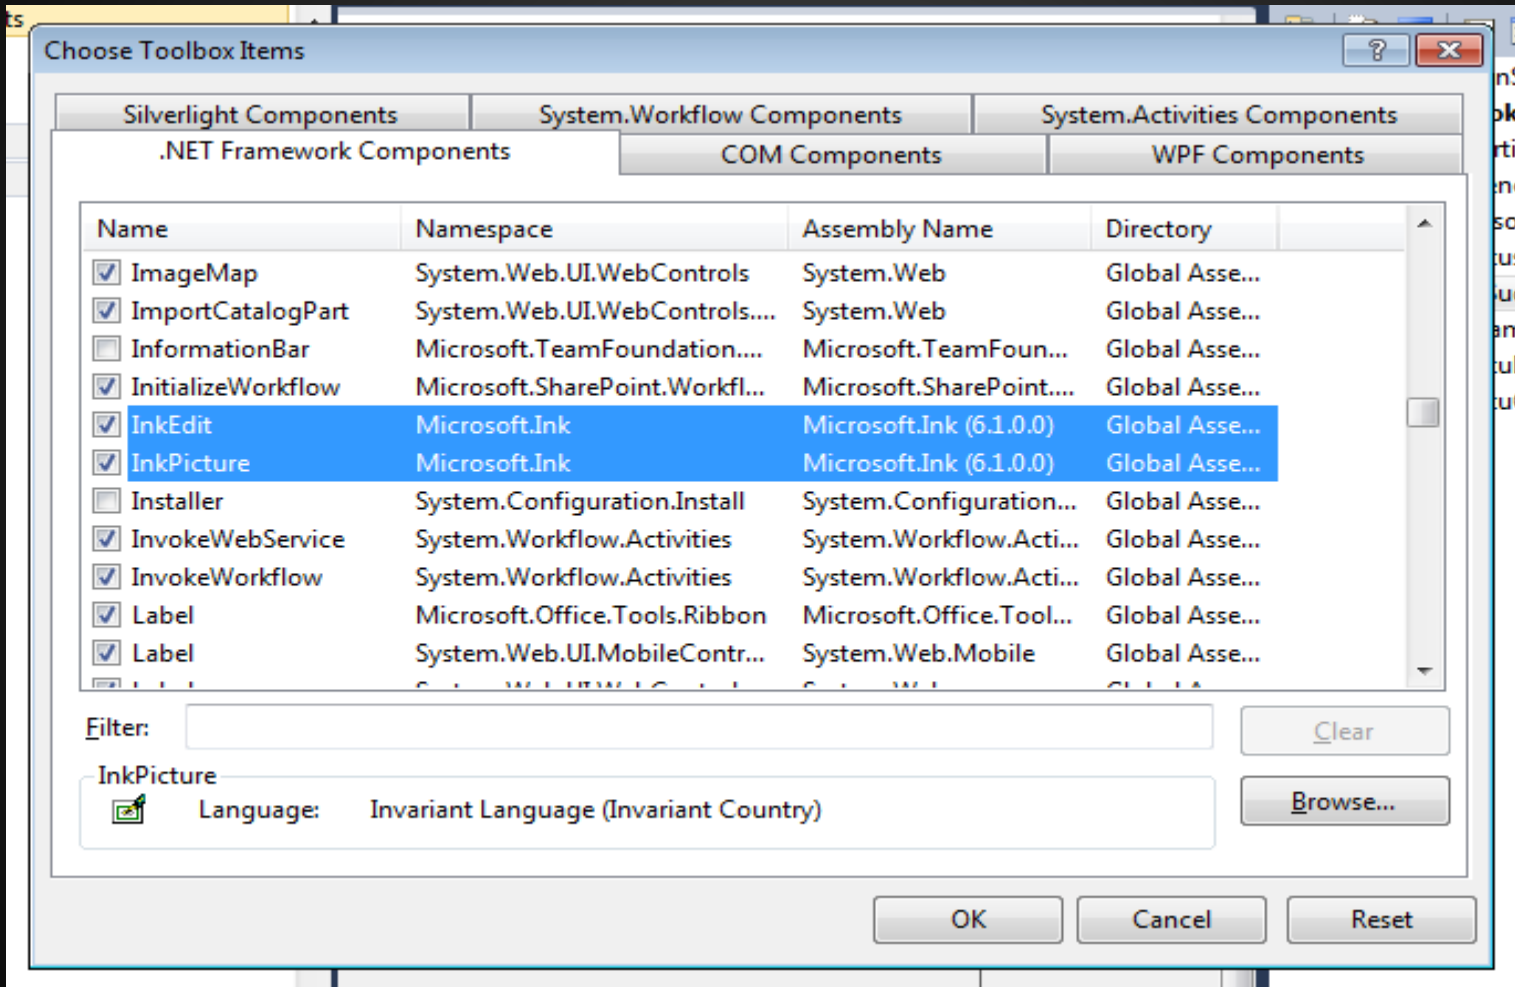 ts
Choose Toolbox Items
Silverlight Components System.Workflow Components System.Activities Components
.NET Framework Components COM Components WPF Components
Name Namespace Assembly Name Directory
ImageMap System.Web.UI.WebControls System.Web Global Asse...
ImportCatalogPart System.Web.UI.WebControls.... System.Web Global Asse...
InformationBar Microsoft.TeamFoundation.... Microsoft.TeamFoun... Global Asse...
InitializeWorkflow Microsoft.SharePoint.Workfl... Microsoft.SharePoint.... Global Asse...
InkEdit Microsoft.Ink Microsoft.Ink (6.1.0.0) Global Asse...
InkPicture Microsoft.Ink Microsoft.Ink (6.1.0.0) Global Asse...
Installer System.Configuration.Install System.Configuration... Global Asse...
InvokeWebService System.Workflow.Activities System.Workflow.Acti... Global Asse...
InvokeWorkflow System.Workflow.Activities System.Workflow.Acti... Global Asse...
Label Microsoft.Office.Tools.Ribbon Microsoft.Office.Tool... Global Asse...
Label System.Web.UI.MobileContr... System.Web.Mobile Global Asse...
Filter: Clear
InkPicture
Language: Invariant Language (Invariant Country) Browse...
OK Cancel Reset